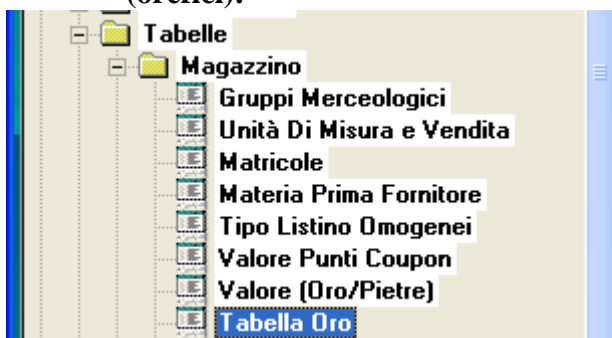 (orefici).
Tabelle
Magazzino
Gruppi Merceologici
Unità Di Misura e Vendita
Matricole
Materia Prima Fornitore
Tipo Listino Omogenei
Valore Punti Coupon
Valore (Oro/Pietre)
Tabella Oro